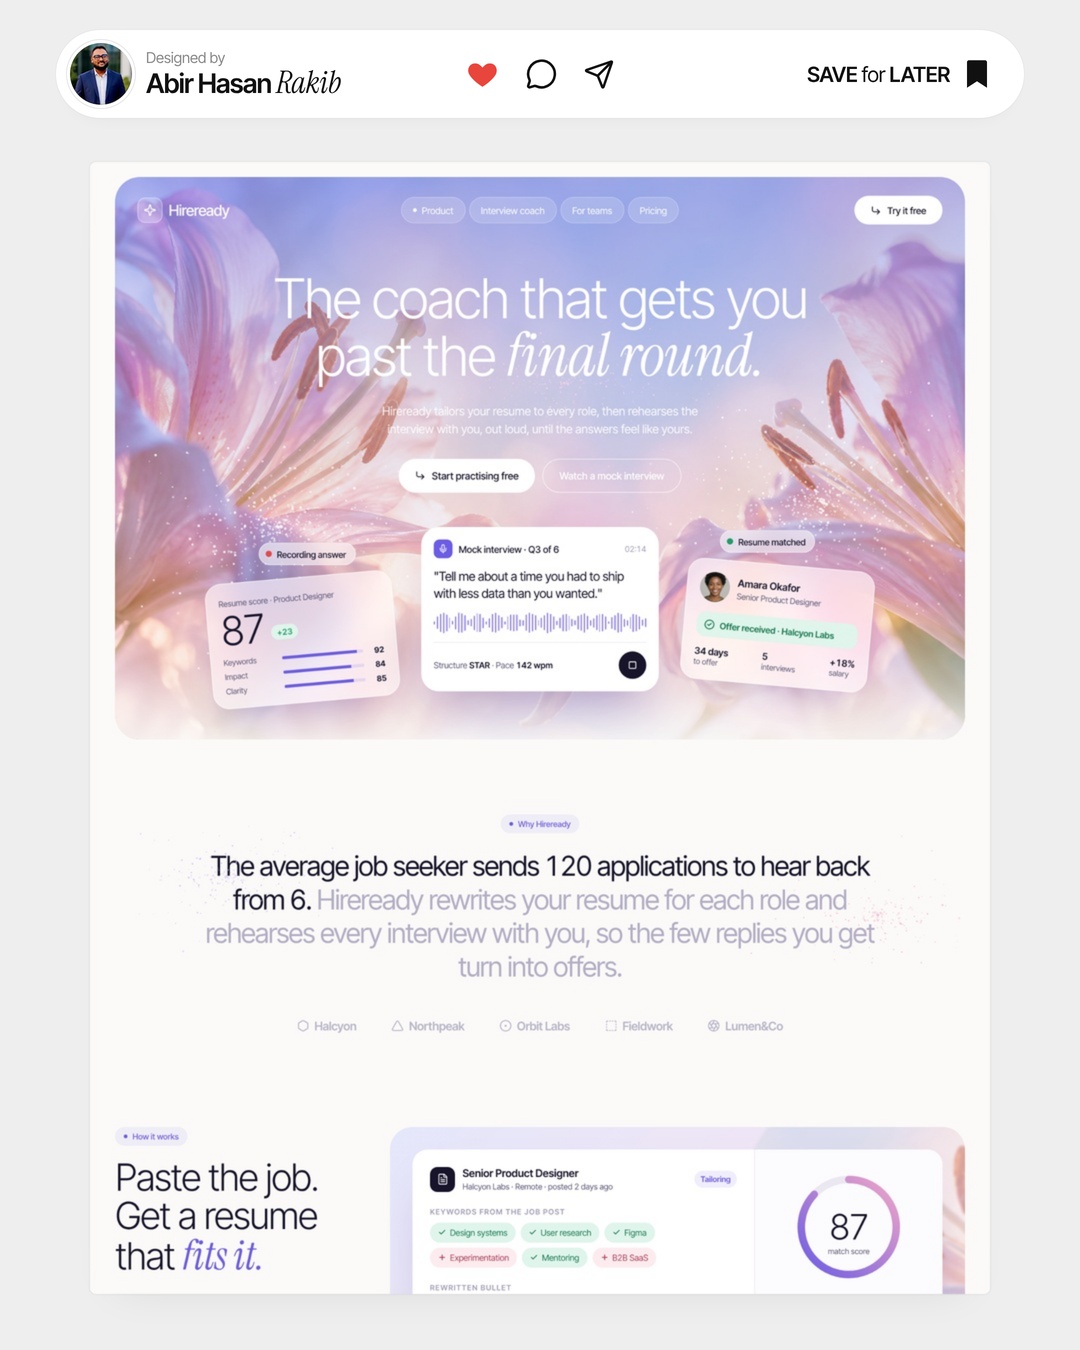 Designed by
Abir Hasan Rakib
SAVE for LATER
Hireready
Product
Interview coach
For teams
Pricing
Try it free
The coach that gets you
past the final round.
Hireready tailors your resume to every role, then rehearses the
interview with you, out loud, until the answers feel like yours.
Start practising free
Watch a mock interview
Recording answer
Resume score · Product Designer
87 +23
Keywords 92
Impact 84
Clarity 85
Mock interview · Q3 of 6 02:14
"Tell me about a time you had to ship
with less data than you wanted."
Structure STAR · Pace 142 wpm
Resume matched
Amara Okafor
Senior Product Designer
Offer received · Halcyon Labs
34 days 5 +18%
to offer interviews salary
Why Hireready
The average job seeker sends 120 applications to hear back
from 6. Hireready rewrites your resume for each role and
rehearses every interview with you, so the few replies you get
turn into offers.
Halcyon
Northpeak
Orbit Labs
Fieldwork
Lumen&Co
How it works
Paste the job.
Get a resume
that fits it.
Senior Product Designer
Halcyon Labs · Remote · posted 2 days ago
Tailoring
KEYWORDS FROM THE JOB POST
Design systems
User research
Figma
Experimentation
Mentoring
B2B SaaS
REWRITTEN BULLET
87
match score